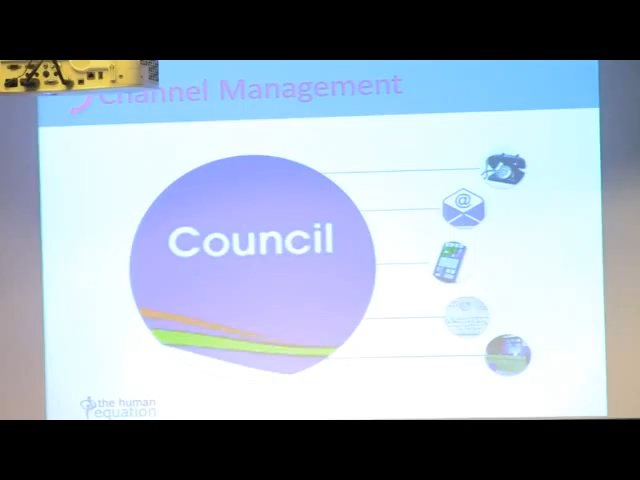 Channel Management
Council
@
the human
equation